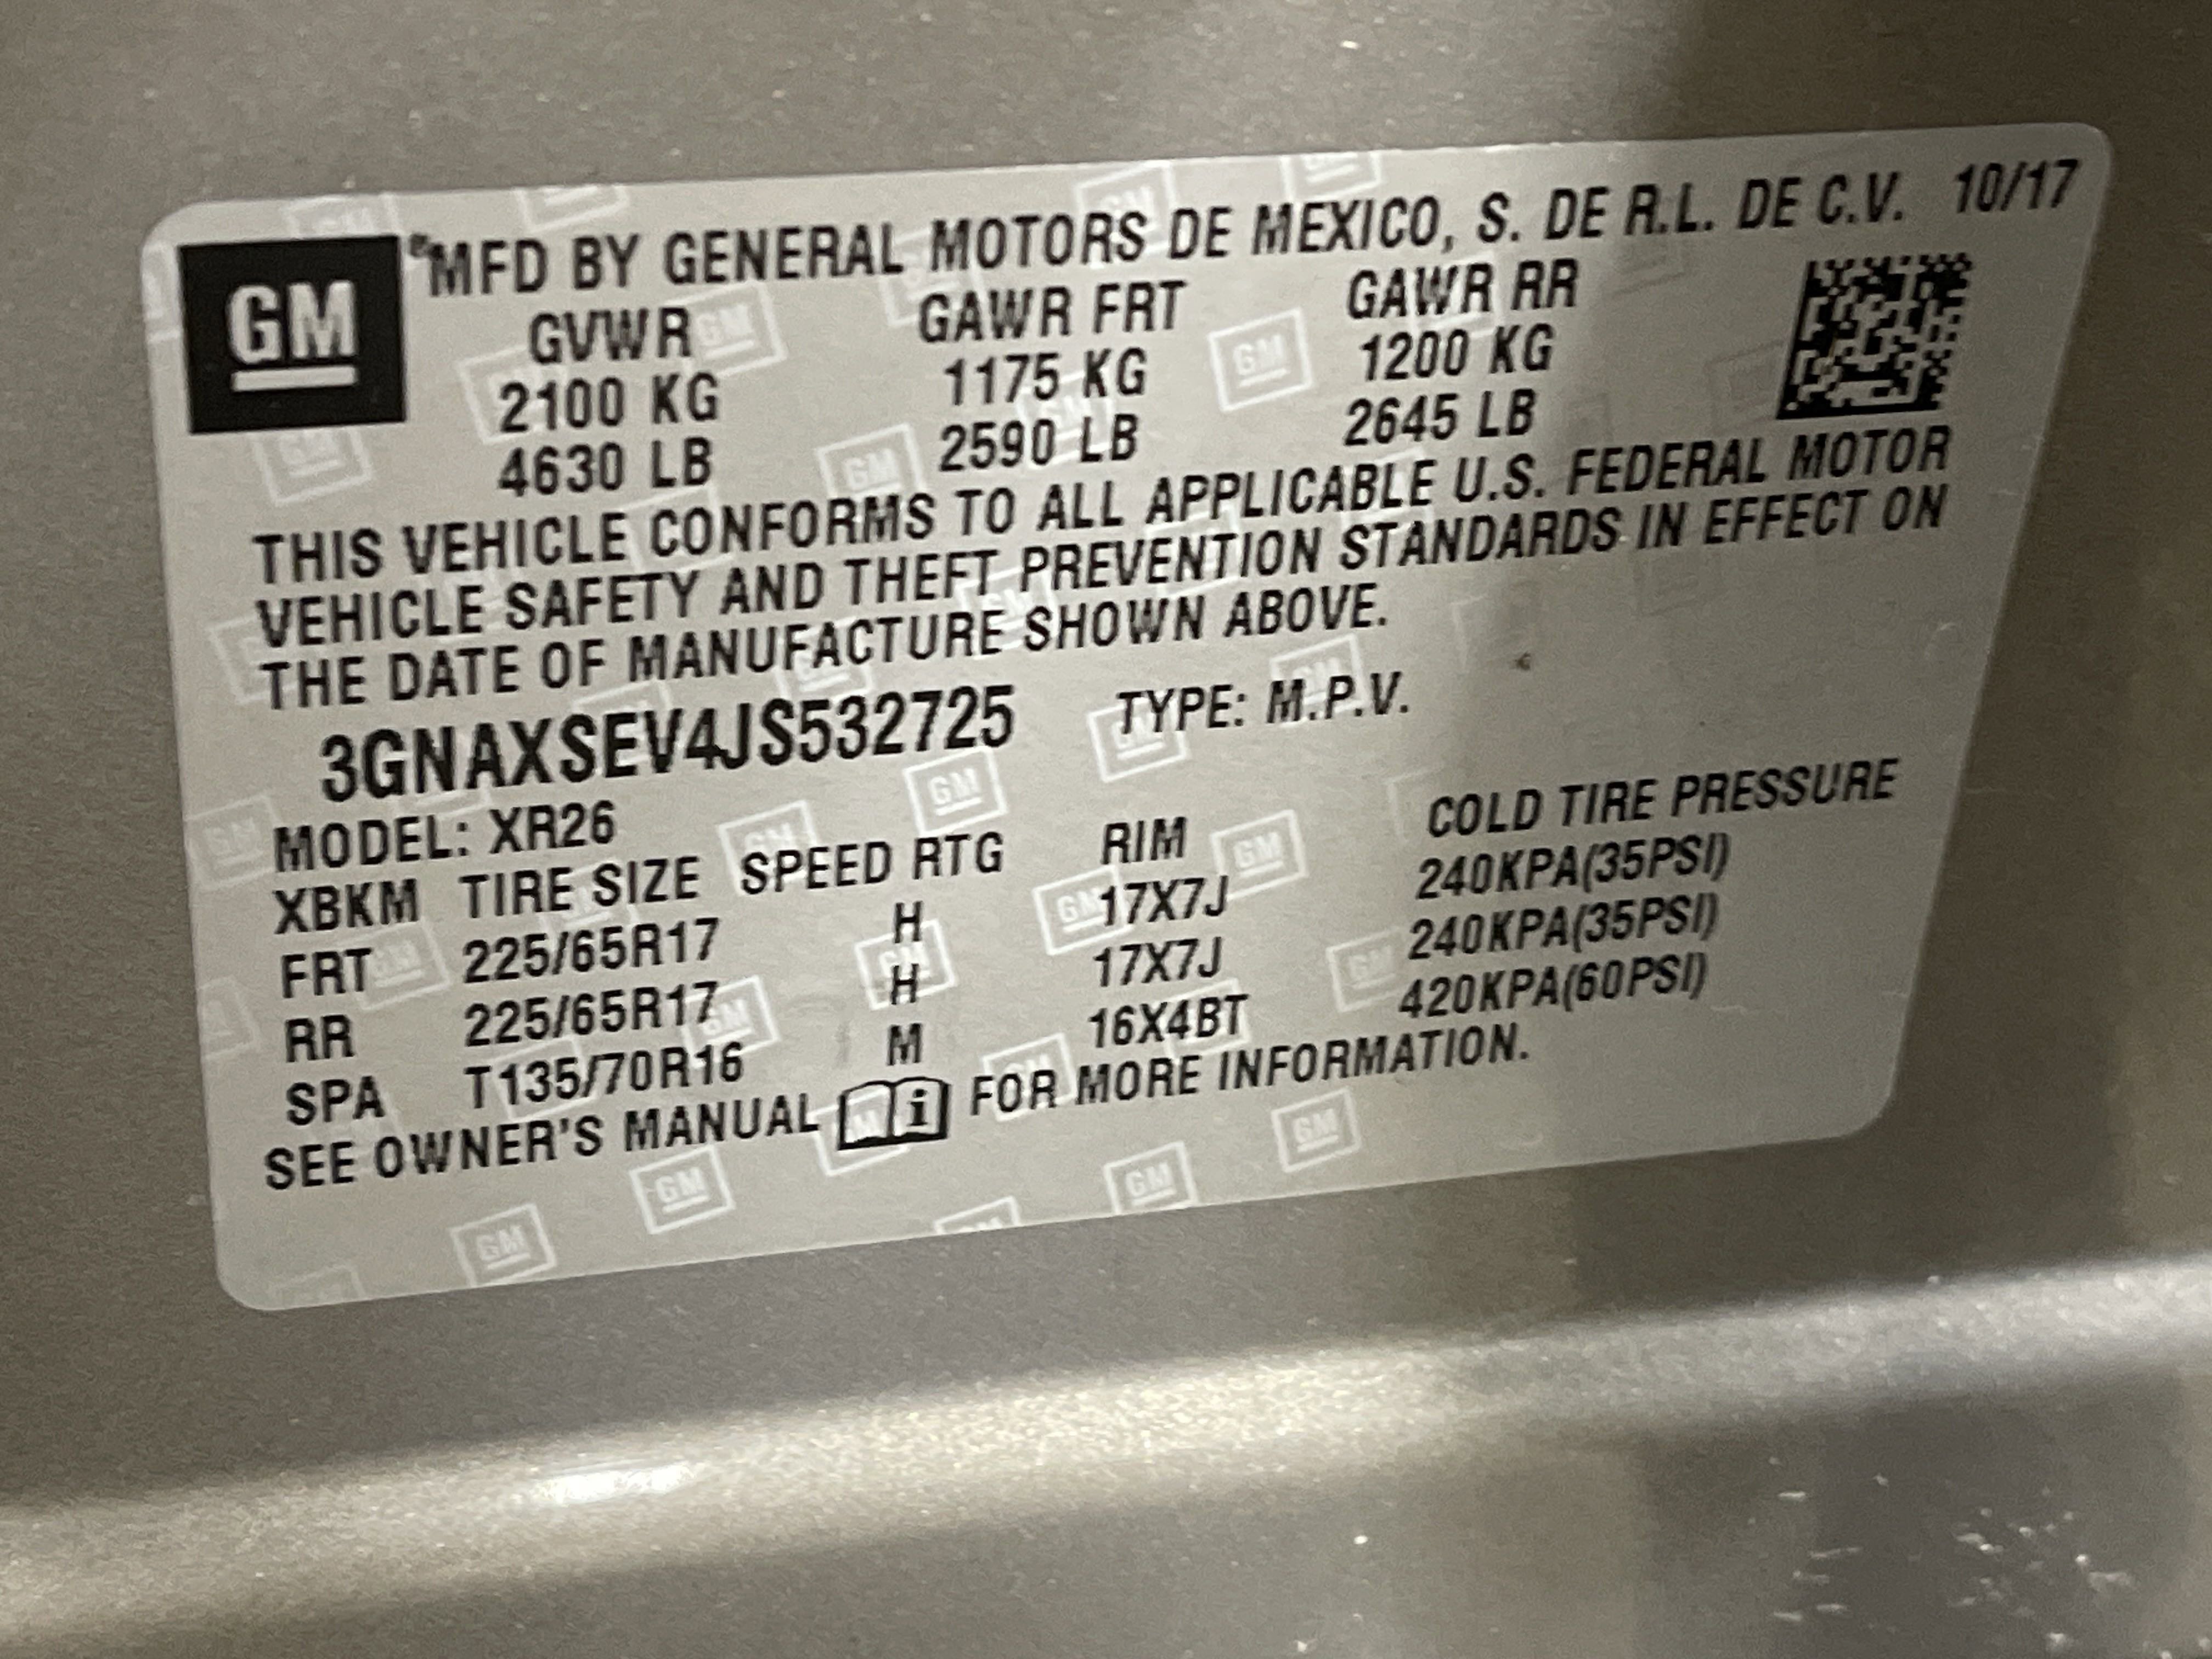 GM
®MFD BY GENERAL MOTORS DE MEXICO, S. DE R.L. DE C.V. 10/17
GVWR GAWR FRT GAWR RR
2100 KG 1175 KG 1200 KG
4630 LB 2590 LB 2645 LB
THIS VEHICLE CONFORMS TO ALL APPLICABLE U.S. FEDERAL MOTOR
VEHICLE SAFETY AND THEFT PREVENTION STANDARDS IN EFFECT ON
THE DATE OF MANUFACTURE SHOWN ABOVE.
3GNAXSEV4JS532725 TYPE: M.P.V.
MODEL: XR26
XBKM TIRE SIZE SPEED RTG RIM COLD TIRE PRESSURE
FRT 225/65R17 H 17X7J 240KPA(35PSI)
RR 225/65R17 H 17X7J 240KPA(35PSI)
SPA T135/70R16 M 16X4BT 420KPA(60PSI)
SEE OWNER'S MANUAL i FOR MORE INFORMATION.